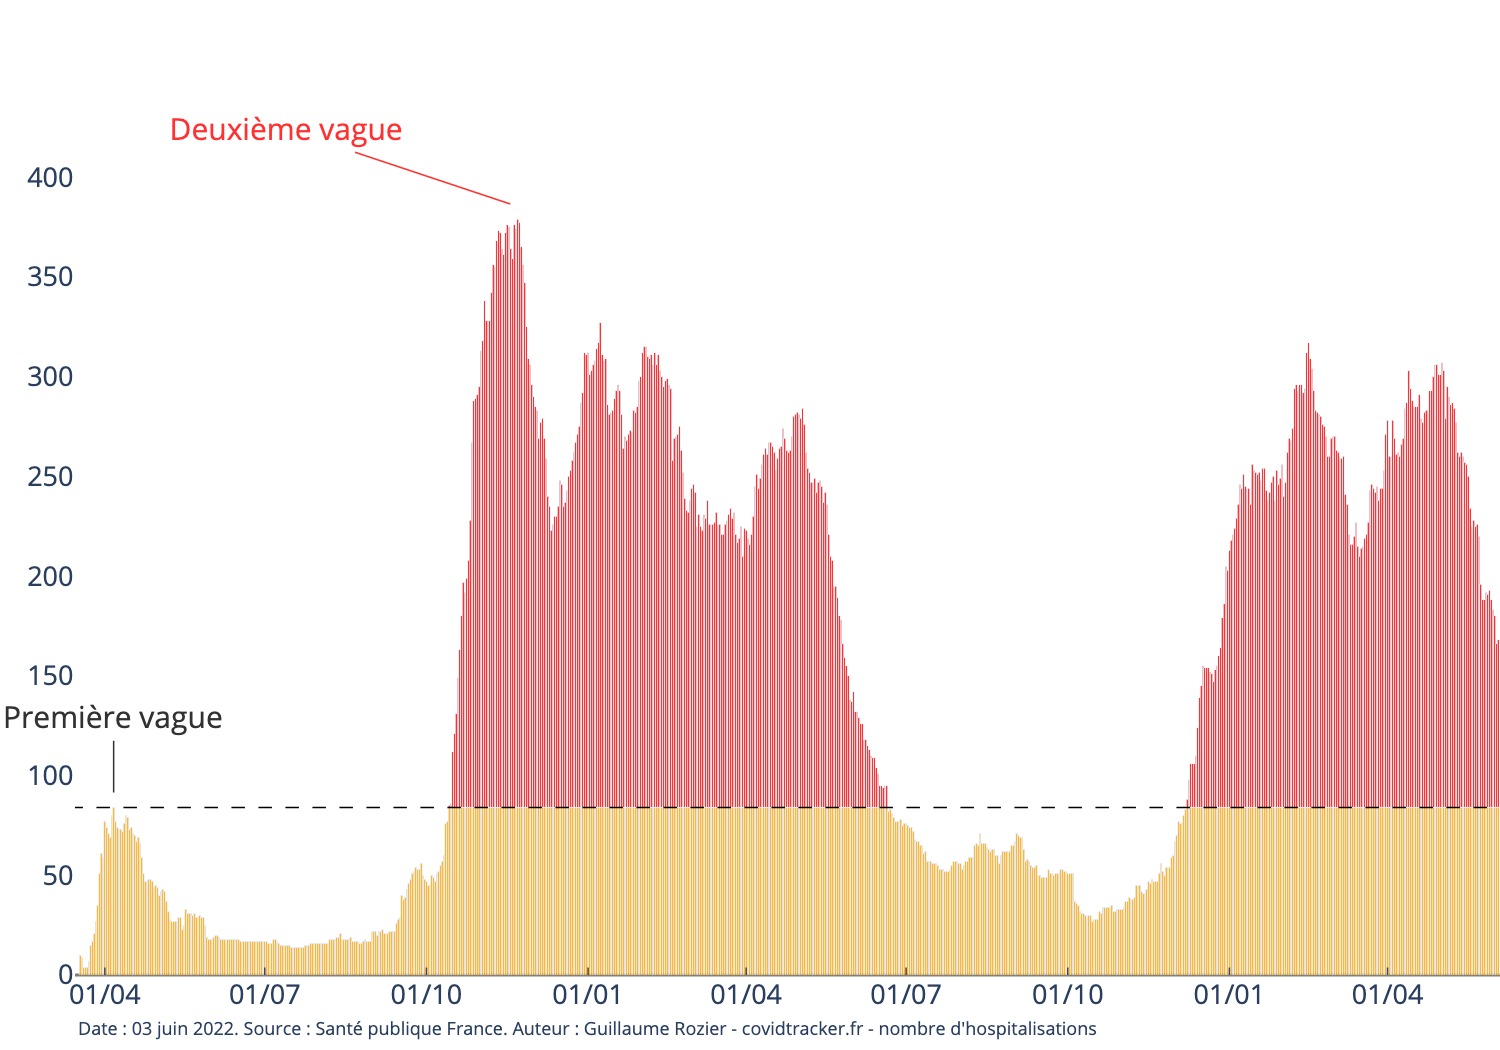 Deuxième vague
400
350
300
250
200
150
Première vague
100
50
0
01/04 01/07 01/10 01/01 01/04 01/07 01/10 01/01 01/04
Date : 03 juin 2022. Source : Santé publique France. Auteur : Guillaume Rozier - covidtracker.fr - nombre d'hospitalisations